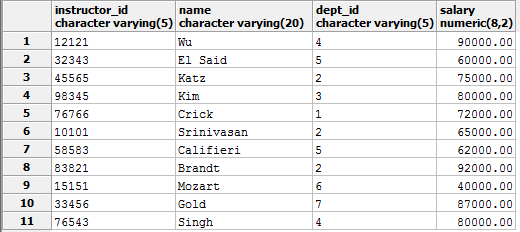 instructor_id name dept_id salary
character varying(5) character varying(20) character varying(5) numeric(8,2)
1 12121 Wu 4 90000.00
2 32343 El Said 5 60000.00
3 45565 Katz 2 75000.00
4 98345 Kim 3 80000.00
5 76766 Crick 1 72000.00
6 10101 Srinivasan 2 65000.00
7 58583 Califieri 5 62000.00
8 83821 Brandt 2 92000.00
9 15151 Mozart 6 40000.00
10 33456 Gold 7 87000.00
11 76543 Singh 4 80000.00